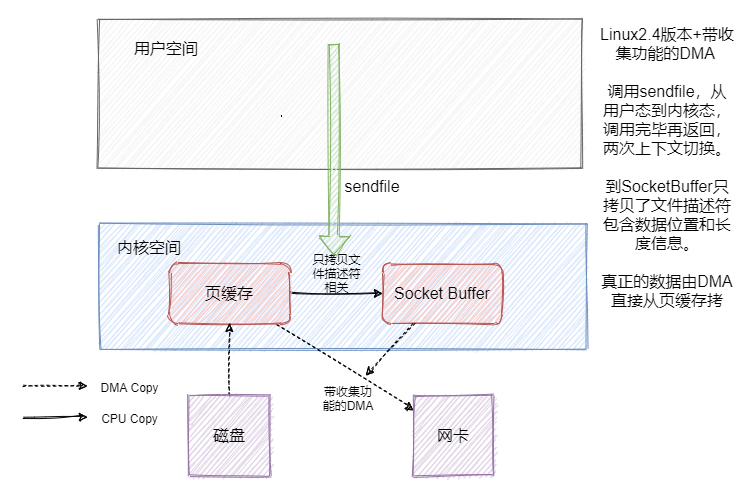 用户空间
Linux2.4版本+带收
集功能的DMA
调用sendfile，从
用户态到内核态，
调用完毕再返回，
两次上下文切换。
到SocketBuffer只
拷贝了文件描述符
包含数据位置和长
度信息。
真正的数据由DMA
直接从页缓存拷
sendfile
内核空间
只拷贝文
件描述符
相关
页缓存
Socket Buffer
DMA Copy
CPU Copy
带收集功
能的DMA
磁盘
网卡